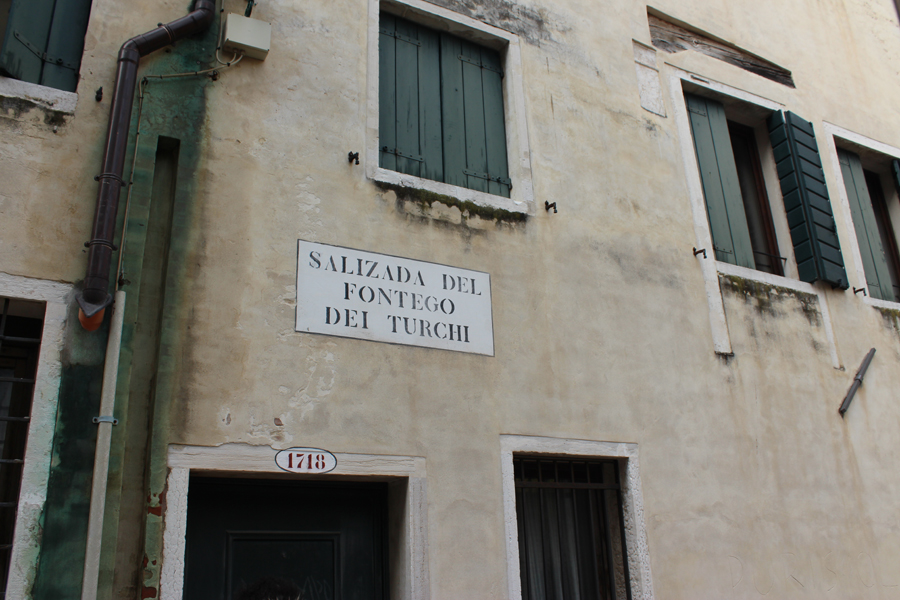 SALIZADA DEL
FONTEGO
DEI TURCHI
1718